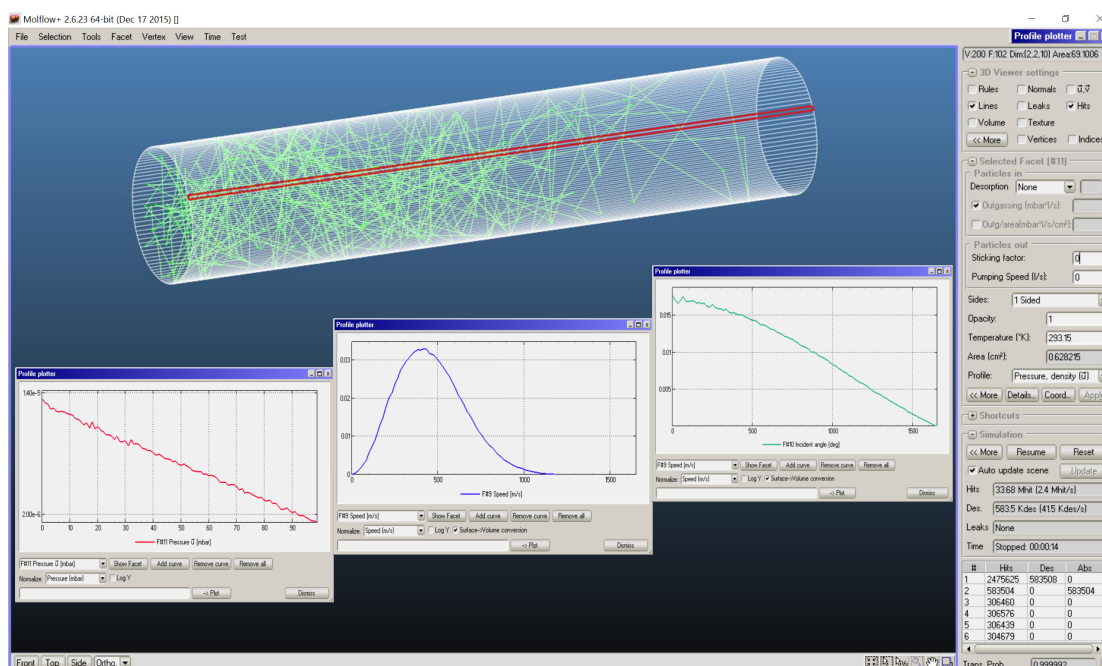 Molflow+ 2.6.23 64-bit (Dec 17 2015) []
File Selection Tools Facet Vertex View Time Test
Profile plotter
V:200 F:102 Dim(2,2,10) Area69.1006
3D Viewer settings
Rules Normals
Lines Leaks Hits
Volume Texture
<< More Vertices Indices
Selected Facet (#11)
Particles in
Desorption None
Outgassing (mbar*l/s):
Outg/area(mbar*l/s/cm²):
Particles out
Sticking factor: 0
Pumping Speed (l/s): 0
Sides: 1 Sided
Opacity: 1
Temperature (°K): 293.15
Area (cm²): 0.628215
Profile: Pressure, density (ū)
<< More Details... Coord... Apply
Shortcuts
Simulation
<< More Resume Reset
Auto update scene Update
Hits 33.68 Mhit (2.4 Mhit/s)
Des. 583.5 Kdes (41.5 Kdes/s)
Leaks None
Time Stopped: 00:00:14
# Hits Des Abs
1 2475625 583508 0
2 583504 0 583504
3 306460 0 0
4 306576 0 0
5 306439 0 0
6 304679 0 0
Trans. Prob. 0.999992
Profile plotter
0.015
0.01
0.005
0 500 1000 1500
F#10 Incident angle [deg]
F#9 Speed [m/s] Show Facet Add curve Remove curve Remove all
Normalize: Speed (m/s) Log Y Surface->Volume conversion
-> Plot Dismiss
Profile plotter
0.03
0.02
0.01
0
0 500 1000 1500
F#9 Speed [m/s]
F#9 Speed [m/s] Show Facet Add curve Remove curve Remove all
Normalize: Speed (m/s) Log Y Surface->Volume conversion
-> Plot Dismiss
Profile plotter
1.40e-5
2.00e-6
0 10 20 30 40 50 60 70 80 90
F#11 Pressure ū [mbar]
F#11 Pressure ū [mbar] Show Facet Add curve Remove curve Remove all
Normalize: Pressure (mbar) Log Y
-> Plot Dismiss
Front Top Side Ortho.